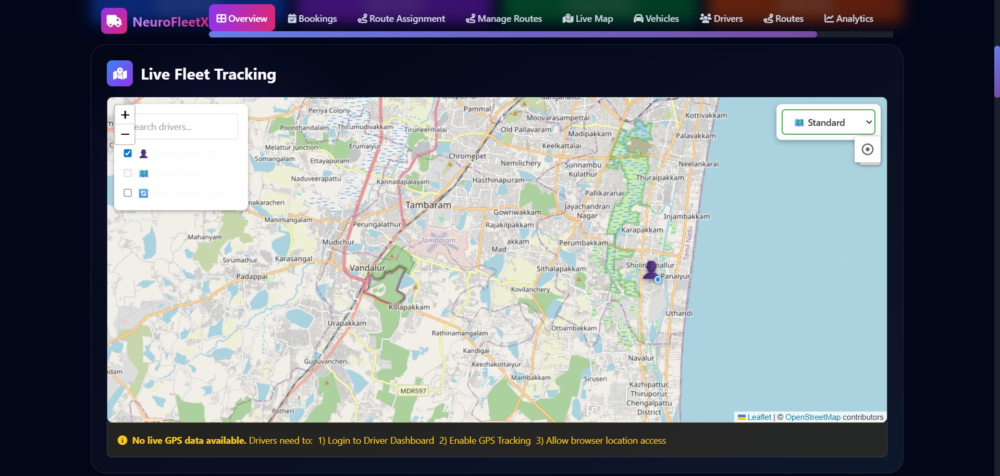 NeuroFleetX
Overview
Bookings
Route Assignment
Manage Routes
Live Map
Vehicles
Drivers
Routes
Analytics
Live Fleet Tracking
+
−
earch drivers...
Show Drivers (1)
Show Route
Auto-refresh (30s)
Standard
Periya Colony
Pammal
Moovarasampettai
Kottivakkam
Poonthandalam
Thirumudivakkam
Tiruneermalai
Old Pallavaram
Madipakkam
Palavakkam
Melattur Junction
Erumaiyur
Keelkattalai
Somangalam
Ettayapuram
Chromepet
Nemilichery
Sunnambu
Kulathur
Neelankarai
Naduveerapattu
Kannadapalayam
Hasthinapuram
Thuraipakkam
Pallikaranai
nakaracheri
Tambaram
Gowriwakkam
Jayachandran
Nagar
Injambakkam
Manimangalam
Perungalathur
Rajakilpakkam
Karapakkam
Mahanyam
Mudichur
Tambaram
akkam
Mad
Perumbakkam
Tamil Nadu
Sirumathur
Karasangal
Vandalur
Sithalapakkam
Sholin nallur
Padappai
Panaiyur
Kovilanchery
Kolapakkam
Uthandi
Urapakkam
Rathinamangalam
Ottiambakkam
Kandigai
Navalur
Guduvancheri
Keezhakottaiyur
dam
Mambakkam
Siruseri
MDR597
Kazhipattur,
Thiruporur,
Chengalpattu
District
Potheri
Leaflet | © OpenStreetMap contributors
No live GPS data available. Drivers need to: 1) Login to Driver Dashboard 2) Enable GPS Tracking 3) Allow browser location access